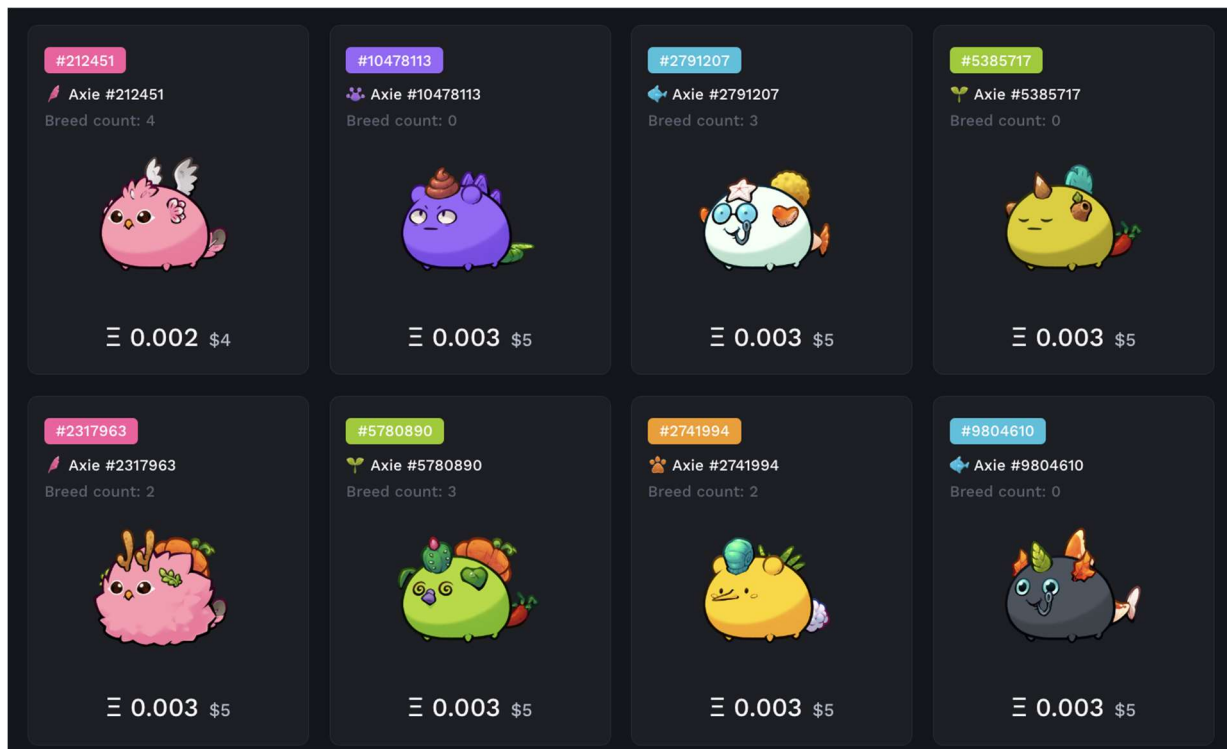 #212451
Axie #212451
Breed count: 4
Ξ 0.002 $4
#10478113
Axie #10478113
Breed count: 0
Ξ 0.003 $5
#2791207
Axie #2791207
Breed count: 3
Ξ 0.003 $5
#5385717
Axie #5385717
Breed count: 0
Ξ 0.003 $5
#2317963
Axie #2317963
Breed count: 2
Ξ 0.003 $5
#5780890
Axie #5780890
Breed count: 3
Ξ 0.003 $5
#2741994
Axie #2741994
Breed count: 2
Ξ 0.003 $5
#9804610
Axie #9804610
Breed count: 0
Ξ 0.003 $5